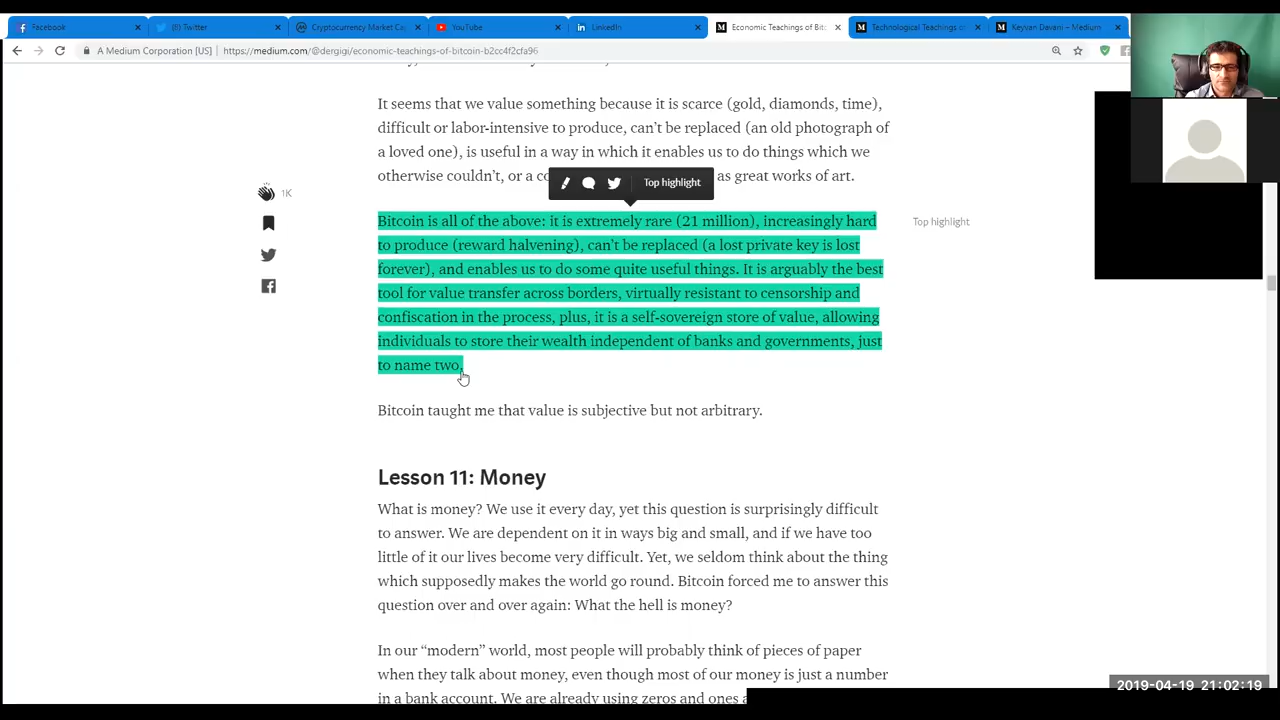 Facebook
Twitter
Cryptocurrency Market Ca
YouTube
LinkedIn
Economic Teachings of Bit
Technological Teachings o
Keyvan Davani – Medium
A Medium Corporation [US] | https://medium.com/@dergigi/economic-teachings-of-bitcoin-b2cc4f2cfa96
It seems that we value something because it is scarce (gold, diamonds, time),
difficult or labor-intensive to produce, can’t be replaced (an old photograph of
a loved one), is useful in a way in which it enables us to do things which we
otherwise couldn’t, or a co
as great works of art.
Top highlight
1K
Bitcoin is all of the above: it is extremely rare (21 million), increasingly hard
to produce (reward halvening), can’t be replaced (a lost private key is lost
forever), and enables us to do some quite useful things. It is arguably the best
tool for value transfer across borders, virtually resistant to censorship and
confiscation in the process, plus, it is a self-sovereign store of value, allowing
individuals to store their wealth independent of banks and governments, just
to name two.
Top highlight
Bitcoin taught me that value is subjective but not arbitrary.
Lesson 11: Money
What is money? We use it every day, yet this question is surprisingly difficult
to answer. We are dependent on it in ways big and small, and if we have too
little of it our lives become very difficult. Yet, we seldom think about the thing
which supposedly makes the world go round. Bitcoin forced me to answer this
question over and over again: What the hell is money?
In our “modern” world, most people will probably think of pieces of paper
when they talk about money, even though most of our money is just a number
in a bank account. We are already using zeros and ones
2019-04-19 21:02:19